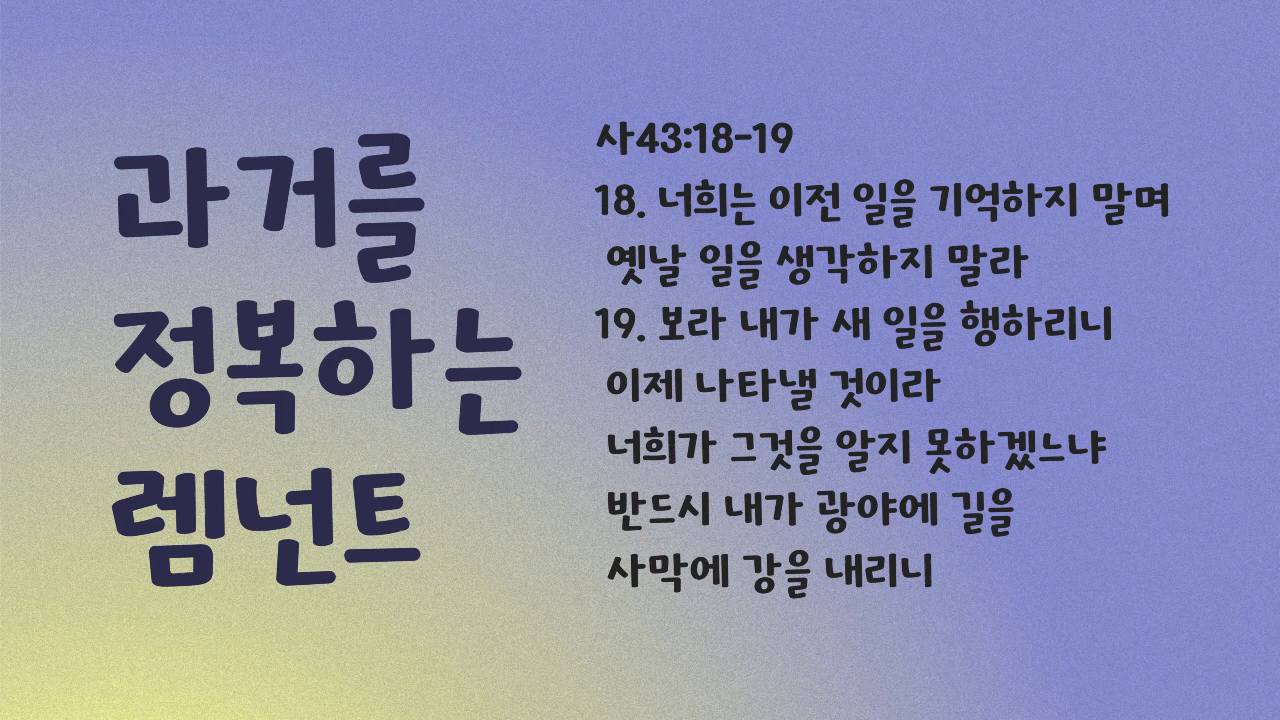 과거를
정복하는
렘넌트
사43:18-19
18. 너희는 이전 일을 기억하지 말며
옛날 일을 생각하지 말라
19. 보라 내가 새 일을 행하리니
이제 나타낼 것이라
너희가 그것을 알지 못하겠느냐
반드시 내가 광야에 길을
사막에 강을 내리니